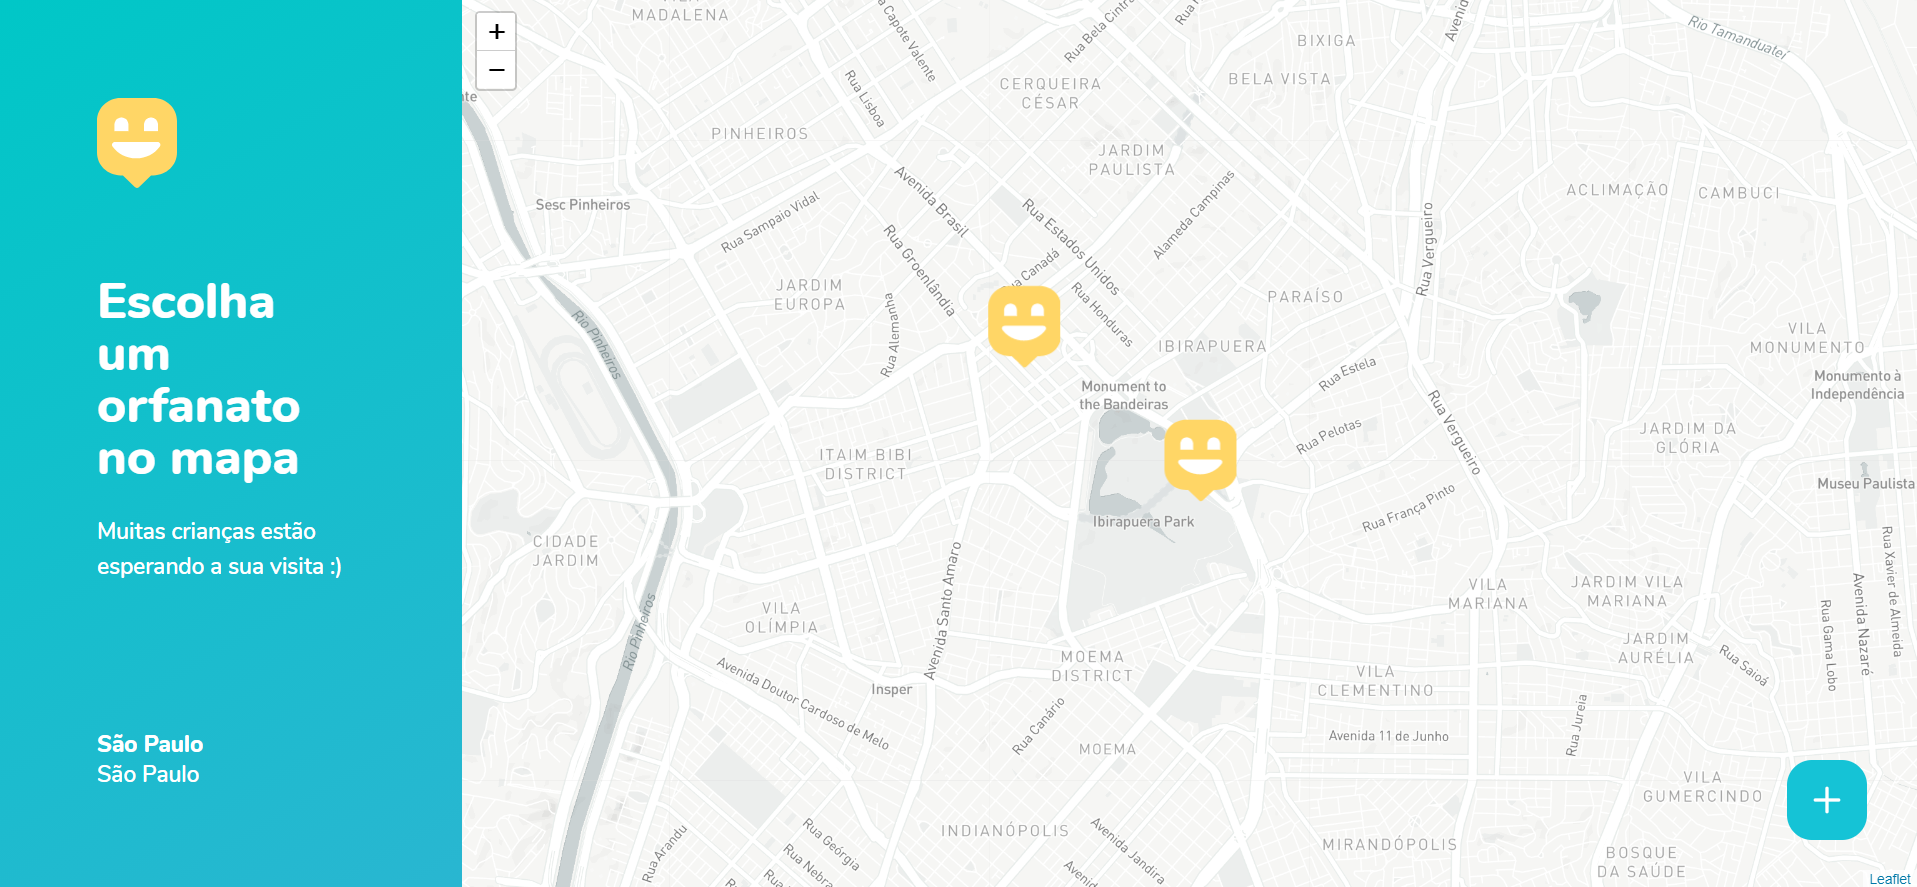 Escolha
um
orfanato
no mapa
Muitas crianças estão
esperando a sua visita :)
São Paulo
São Paulo
+
−
MADALENA
Rua Capote Valente
Rua Bela Cintra
BIXIGA
Rio Tamanduateí
Rua Lisboa
CERQUEIRA
CÉSAR
BELA VISTA
PINHEIROS
JARDIM
PAULISTA
Sesc Pinheiros
Rua Sampaio Vidal
Avenida Brasil
Rua Estados Unidos
Alameda Campinas
Rua Vergueiro
ACLIMAÇÃO
CAMBUCI
Rua Groenlândia
Rua Canadá
Rua Honduras
JARDIM
EUROPA
Rua Alemanha
PARAÍSO
IBIRAPUERA
VILA
MONUMENTO
Rio Pinheiros
Monument to
the Bandeiras
Rua Estela
Monumento à
Independência
Rua Vergueiro
Rua Pelotas
JARDIM DA
GLÓRIA
ITAIM BIBI
DISTRICT
Museu Paulista
Ibirapuera Park
Rua França Pinto
CIDADE
JARDIM
Avenida Santo Amaro
VILA
MARIANA
JARDIM VILA
MARIANA
Rua Xavier de Almeida
Avenida Nazaré
Rua Gama Lobo
VILA
OLÍMPIA
Rio Pinheiros
JARDIM
AURÉLIA
Rua Saioá
MOEMA
DISTRICT
VILA
CLEMENTINO
Insper
Avenida Doutor Cardoso de Melo
Rua Canário
Rua Jureia
MOEMA
Avenida 11 de Junho
VILA
GUMERCINDO
INDIANÓPOLIS
Rua Arandu
Rua Geórgia
Rua Nebra
Avenida Jandira
MIRANDÓPOLIS
BOSQUE
DA SAÚDE
Leaflet